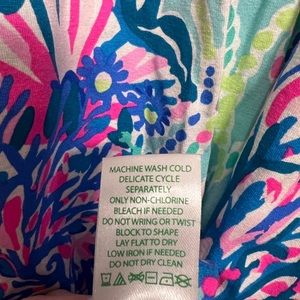 MACHINE WASH COLD
DELICATE CYCLE
SEPARATELY
ONLY NON-CHLORINE
BLEACH IF NEEDED
DO NOT WRING OR TWIST
BLOCK TO SHAPE
LAY FLAT TO DRY
LOW IRON IF NEEDED
DO NOT DRY CLEAN